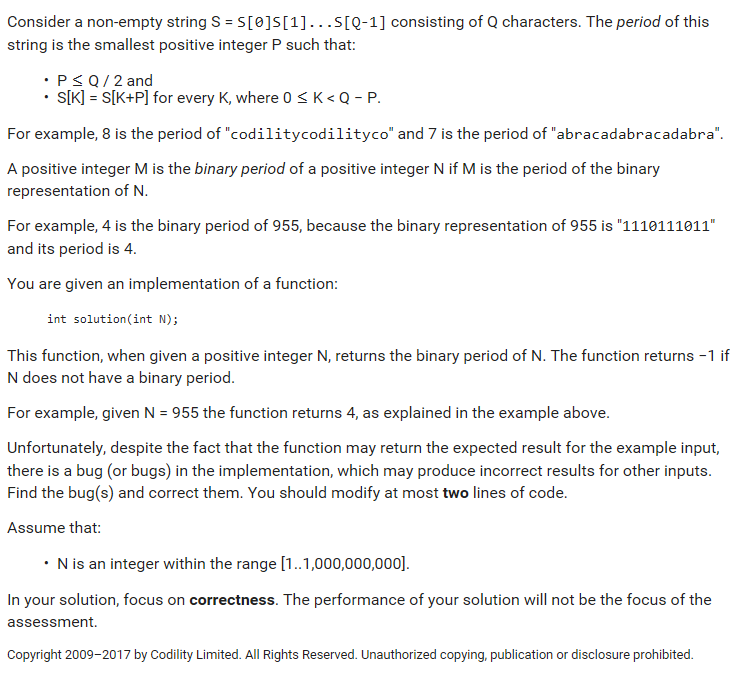 Consider a non-empty string S = S[0]S[1]...S[Q-1] consisting of Q characters. The period of this
string is the smallest positive integer P such that:
• P ≤ Q / 2 and
• S[K] = S[K+P] for every K, where 0 ≤ K < Q − P.
For example, 8 is the period of "codilitycodilityco" and 7 is the period of "abracadabracadabra".
A positive integer M is the binary period of a positive integer N if M is the period of the binary
representation of N.
For example, 4 is the binary period of 955, because the binary representation of 955 is "1110111011"
and its period is 4.
You are given an implementation of a function:
int solution(int N);
This function, when given a positive integer N, returns the binary period of N. The function returns −1 if
N does not have a binary period.
For example, given N = 955 the function returns 4, as explained in the example above.
Unfortunately, despite the fact that the function may return the expected result for the example input,
there is a bug (or bugs) in the implementation, which may produce incorrect results for other inputs.
Find the bug(s) and correct them. You should modify at most two lines of code.
Assume that:
• N is an integer within the range [1..1,000,000,000].
In your solution, focus on correctness. The performance of your solution will not be the focus of the
assessment.
Copyright 2009–2017 by Codility Limited. All Rights Reserved. Unauthorized copying, publication or disclosure prohibited.